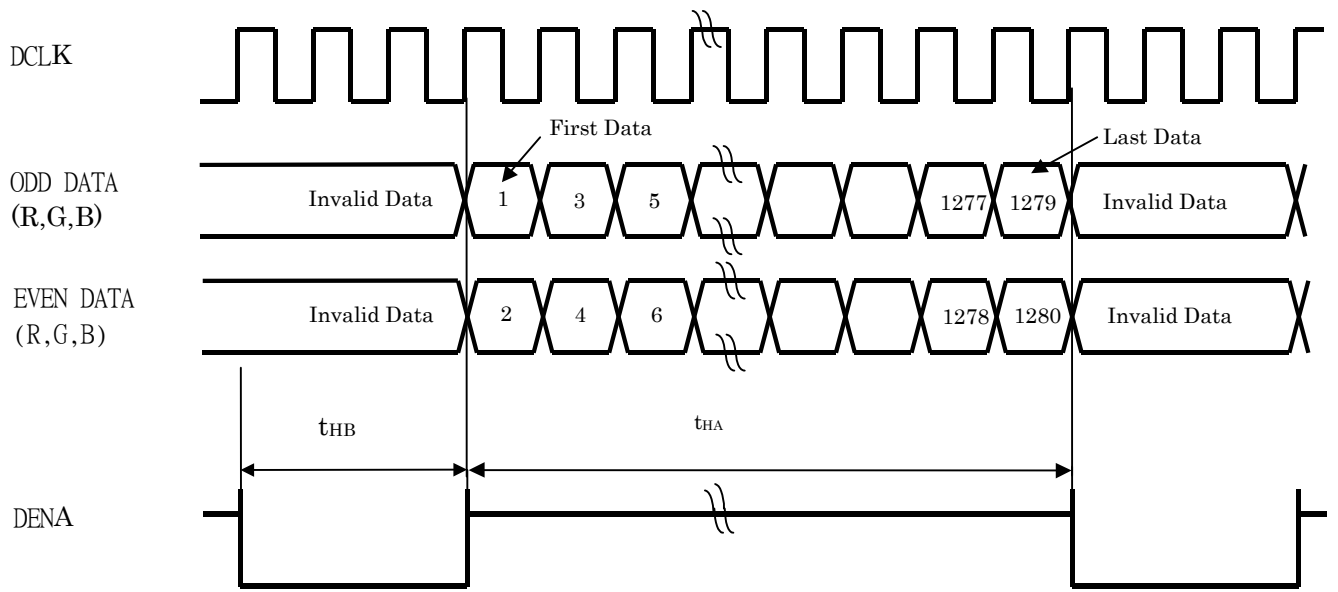 DCLK
First Data
Last Data
ODD DATA
(R,G,B)
Invalid Data 1 3 5 1277 1279 Invalid Data
EVEN DATA
(R,G,B)
Invalid Data 2 4 6 1278 1280 Invalid Data
tHB
tHA
DENA